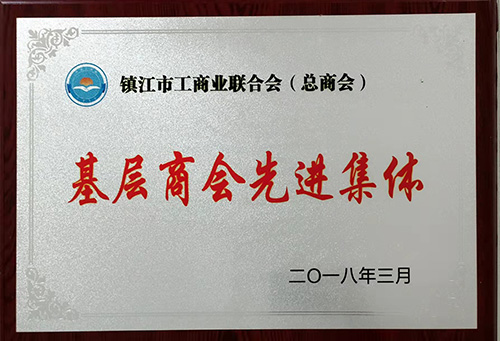 镇江市工商业联合会（总商会）
基层商会先进集体
二〇一八年三月